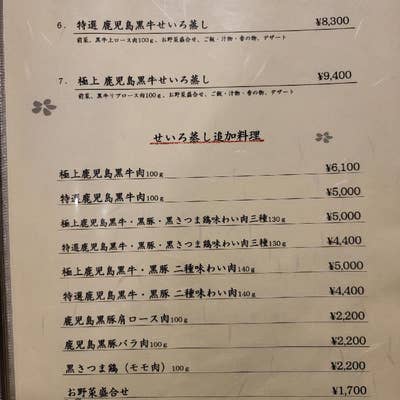 6. 特選 鹿児島黒牛せいろ蒸し ¥8,300
前菜、黒牛上ロース肉100g、お野菜盛合せ、ご飯・汁物・香の物、デザート
7. 極上 鹿児島黒牛せいろ蒸し ¥9,400
前菜、黒牛リブロース肉100g、お野菜盛合せ、ご飯・汁物・香の物、デザート
せいろ蒸し追加料理
極上鹿児島黒牛肉100g ¥6,100
特選鹿児島黒牛肉100g ¥5,000
極上鹿児島黒牛・黒豚・黒さつま鶏味わい肉三種130g ¥5,000
特選鹿児島黒牛・黒豚・黒さつま鶏味わい肉三種130g ¥4,400
極上鹿児島黒牛・黒豚 二種味わい肉140g ¥5,000
特選鹿児島黒牛・黒豚 二種味わい肉140g ¥4,400
鹿児島黒豚肩ロース肉100g ¥2,200
鹿児島黒豚バラ肉100g ¥2,200
黒さつま鶏（モモ肉）100g ¥2,200
お野菜盛合せ ¥1,700